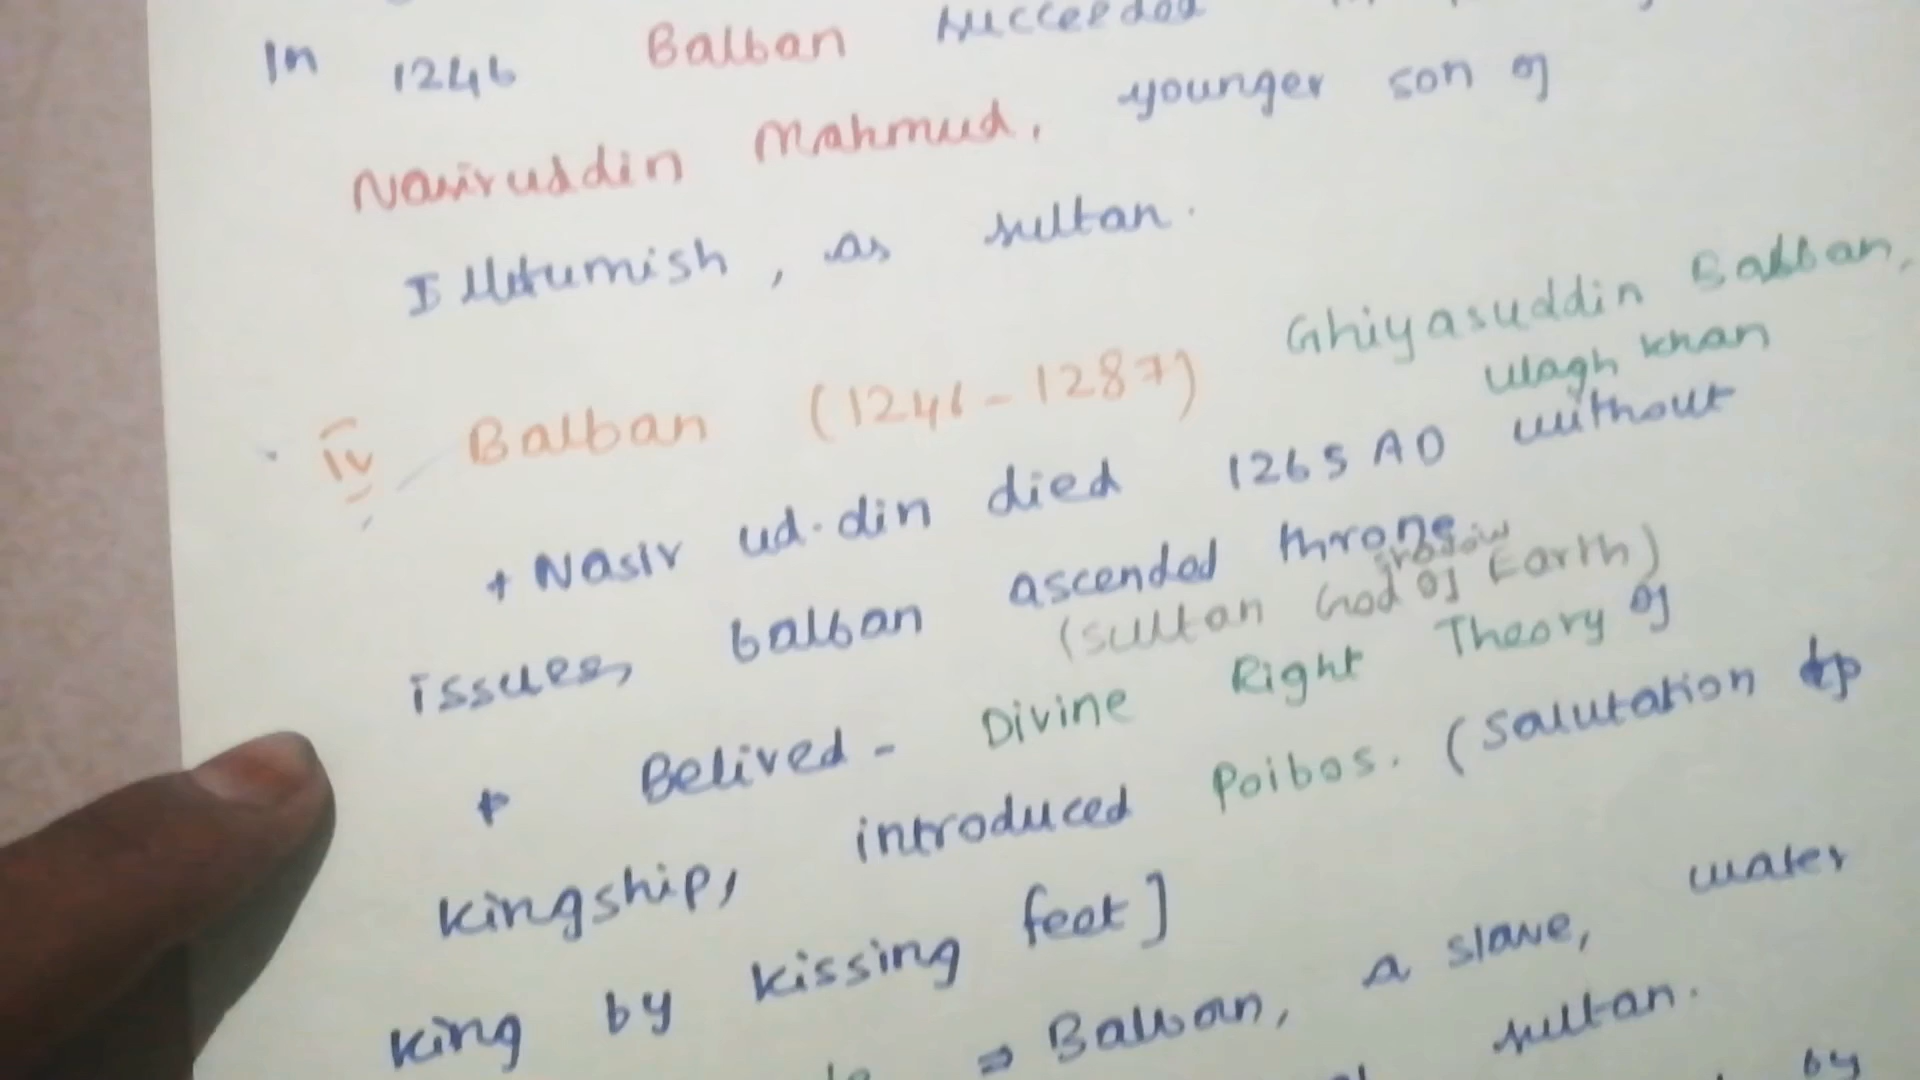 In 1246 Balban succeeded
Nasiruddin Mahmud, younger son of
Illtutmish, as sultan.
IV Balban (1246-1287) Ghiyasuddin Balban,
Ulagh Khan
+ Nasir ud-din died 1265 AD without
issues, balban ascended throne
(sultan God of Earth)
shadow
+ Belived - Divine Right Theory of
Kingship, introduced Poibos. (Salutation to
King by kissing feet]
⇒ Balban, a slave, water
sultan.
by